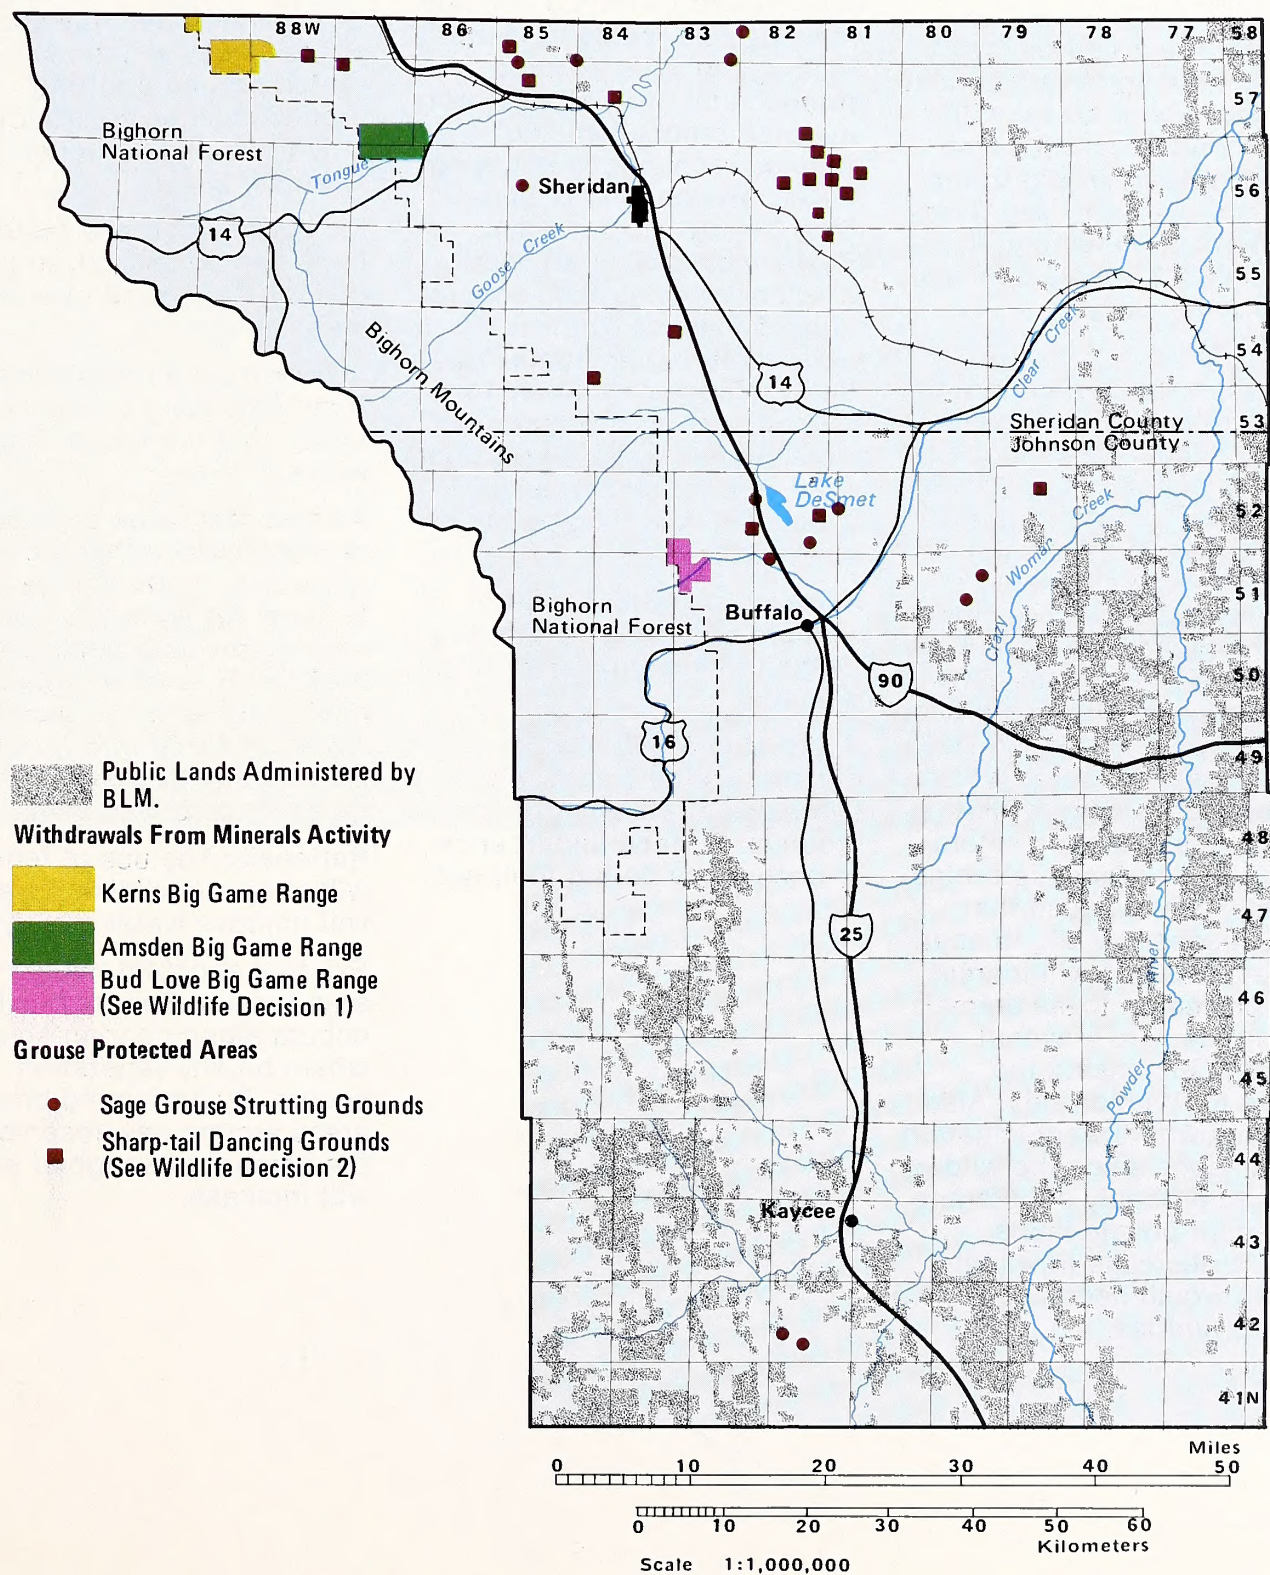 88W 86 85 84 83 82 81 80 79 78 77 58
57
Bighorn
National Forest
Tongue
Sheridan
56
14
Goose Creek
55
Bighorn Mountains
54
14
Clear Creek
Sheridan County
53
Johnson County
Lake
DeSmet
52
Crazy Woman Creek
51
Bighorn
National Forest
Buffalo
50
90
16
49
Public Lands Administered by
BLM.
Withdrawals From Minerals Activity
48
Kerns Big Game Range
47
25
Amsden Big Game Range
Bud Love Big Game Range
(See Wildlife Decision 1)
46
Grouse Protected Areas
45
Powder River
Sage Grouse Strutting Grounds
Sharp-tail Dancing Grounds
(See Wildlife Decision 2)
44
Kaycee
43
42
41N
Miles
0 10 20 30 40 50
0 10 20 30 40 50 60
Kilometers
Scale 1:1,000,000